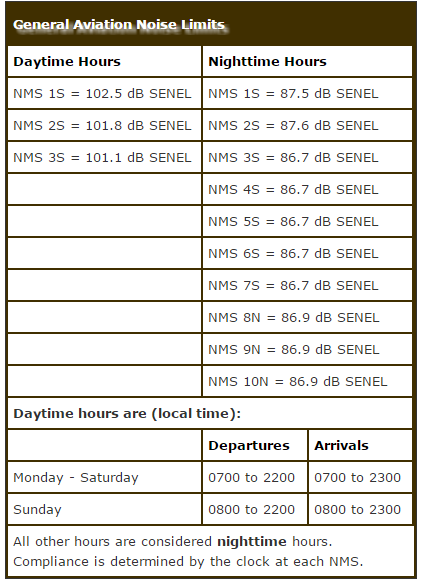 General Aviation Noise Limits
Daytime Hours Nighttime Hours
NMS 1S = 102.5 dB SENEL NMS 1S = 87.5 dB SENEL
NMS 2S = 101.8 dB SENEL NMS 2S = 87.6 dB SENEL
NMS 3S = 101.1 dB SENEL NMS 3S = 86.7 dB SENEL
NMS 4S = 86.7 dB SENEL
NMS 5S = 86.7 dB SENEL
NMS 6S = 86.7 dB SENEL
NMS 7S = 86.7 dB SENEL
NMS 8N = 86.9 dB SENEL
NMS 9N = 86.9 dB SENEL
NMS 10N = 86.9 dB SENEL
Daytime hours are (local time):
Departures Arrivals
Monday - Saturday 0700 to 2200 0700 to 2300
Sunday 0800 to 2200 0800 to 2300
All other hours are considered nighttime hours.
Compliance is determined by the clock at each NMS.